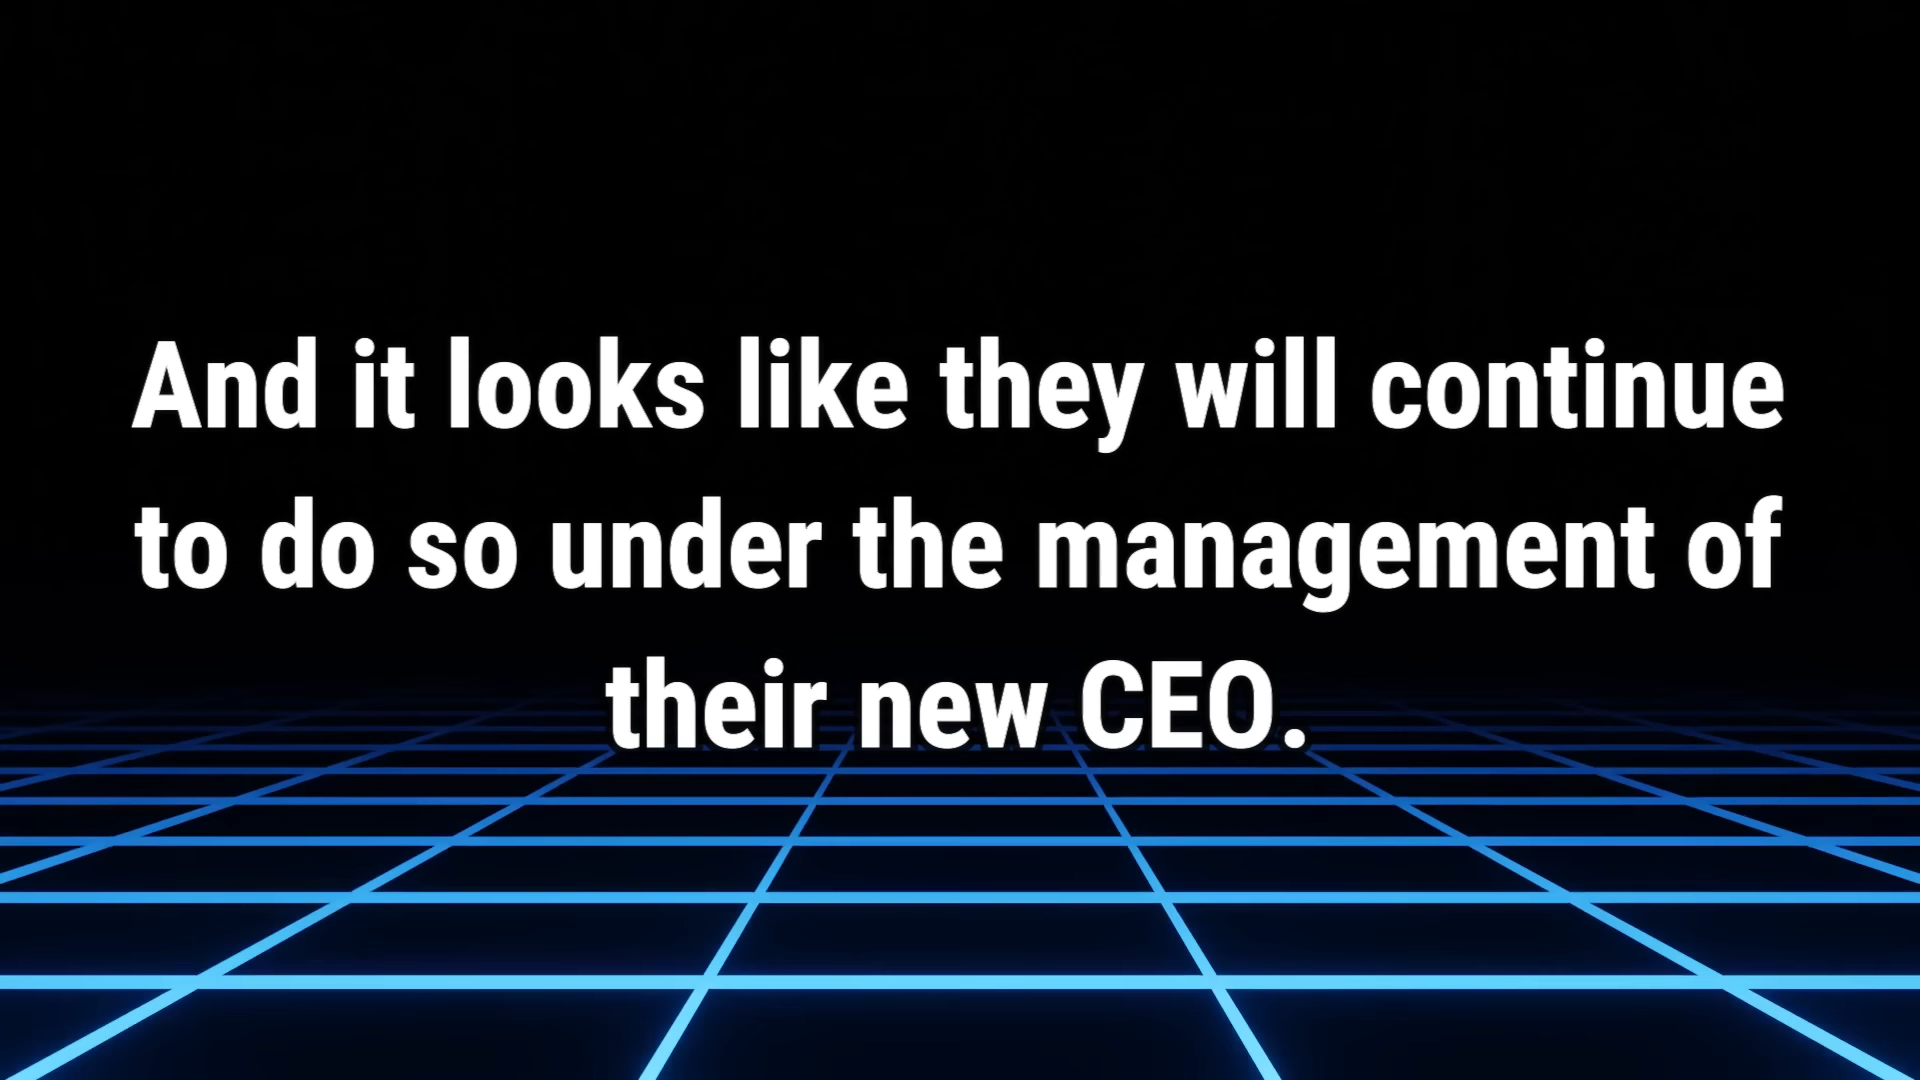 And it looks like they will continue
to do so under the management of
their new CEO.